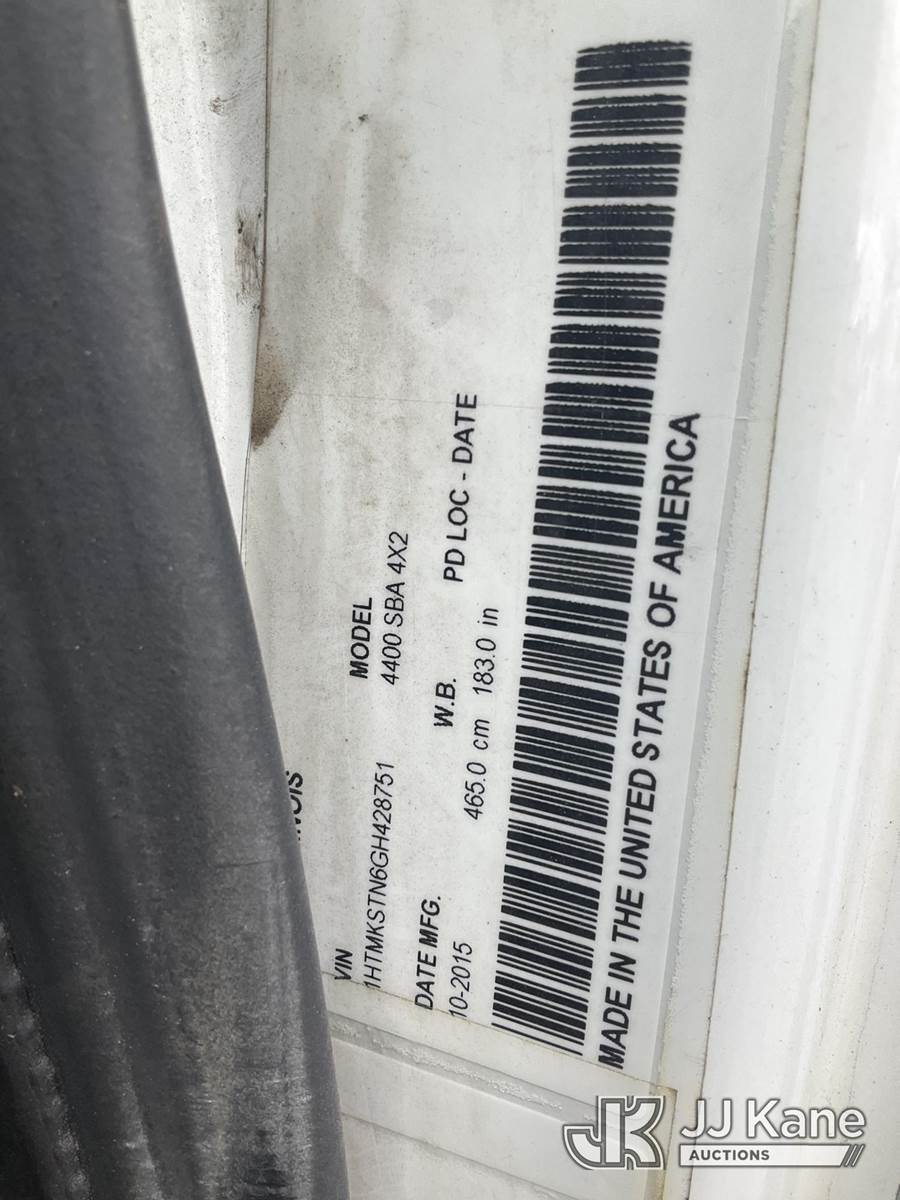 VIN MODEL
1HTMKSTN6GH428751 4400 SBA 4X2
DATE MFG. W.B. PD LOC - DATE
10-2015 465.0 cm 183.0 in
MADE IN THE UNITED STATES OF AMERICA
JK JJ Kane
AUCTIONS